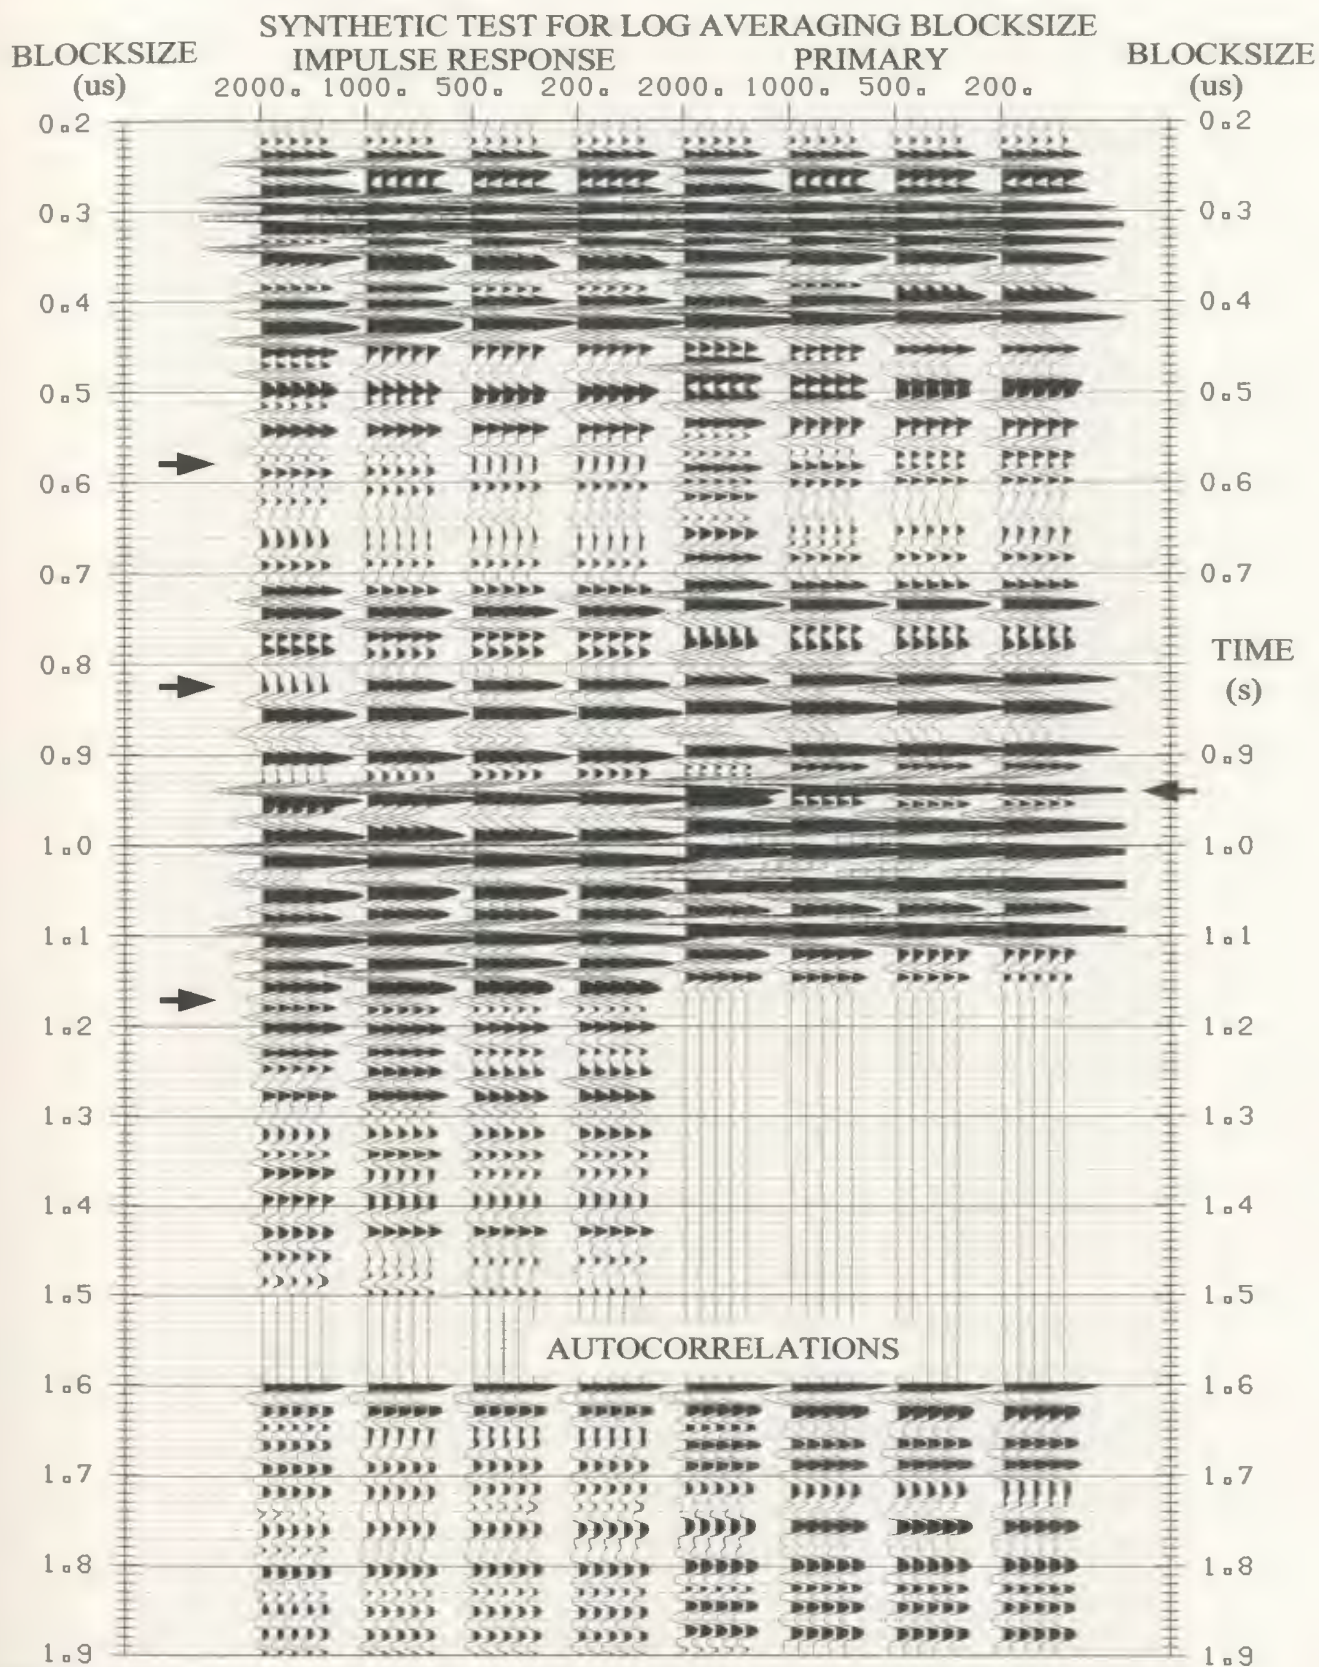 SYNTHETIC TEST FOR LOG AVERAGING BLOCKSIZE
BLOCKSIZE IMPULSE RESPONSE PRIMARY BLOCKSIZE
(us) 2000. 1000. 500. 200. 2000. 1000. 500. 200. (us)
0.2 0.2
0.3 0.3
0.4 0.4
0.5 0.5
0.6 0.6
0.7 0.7
0.8 TIME
(s)
0.9 0.9
1.0 1.0
1.1 1.1
1.2 1.2
1.3 1.3
1.4 1.4
1.5 1.5
AUTOCORRELATIONS
1.6 1.6
1.7 1.7
1.8 1.8
1.9 1.9